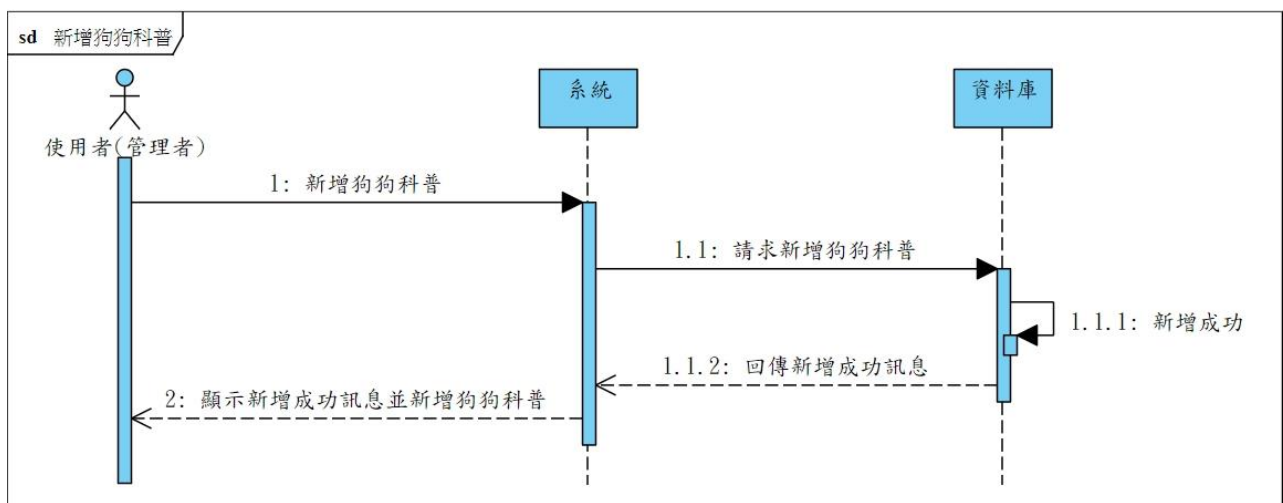 sd 新增狗狗科普
系統
資料庫
使用者(管理者)
1: 新增狗狗科普
1.1: 請求新增狗狗科普
1.1.1: 新增成功
1.1.2: 回傳新增成功訊息
2: 顯示新增成功訊息並新增狗狗科普